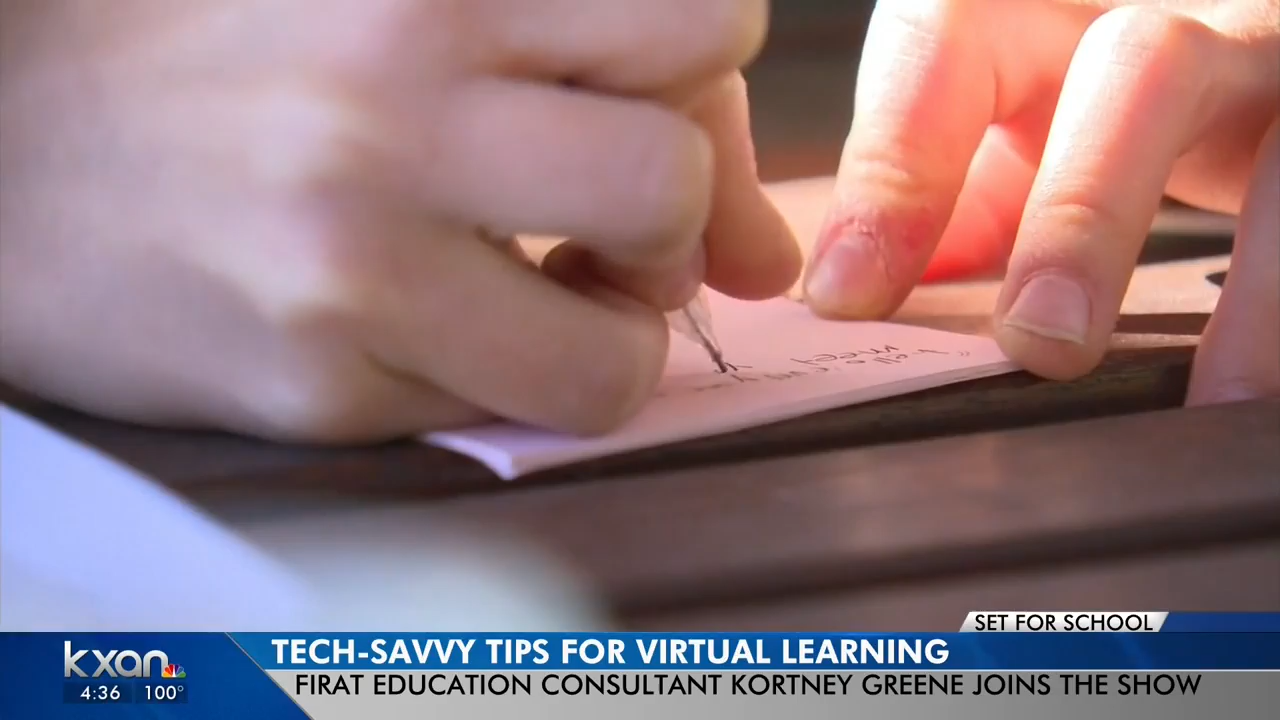 meet
SET FOR SCHOOL
kxan
TECH-SAVVY TIPS FOR VIRTUAL LEARNING
4:36 100°
FIRAT EDUCATION CONSULTANT KORTNEY GREENE JOINS THE SHOW